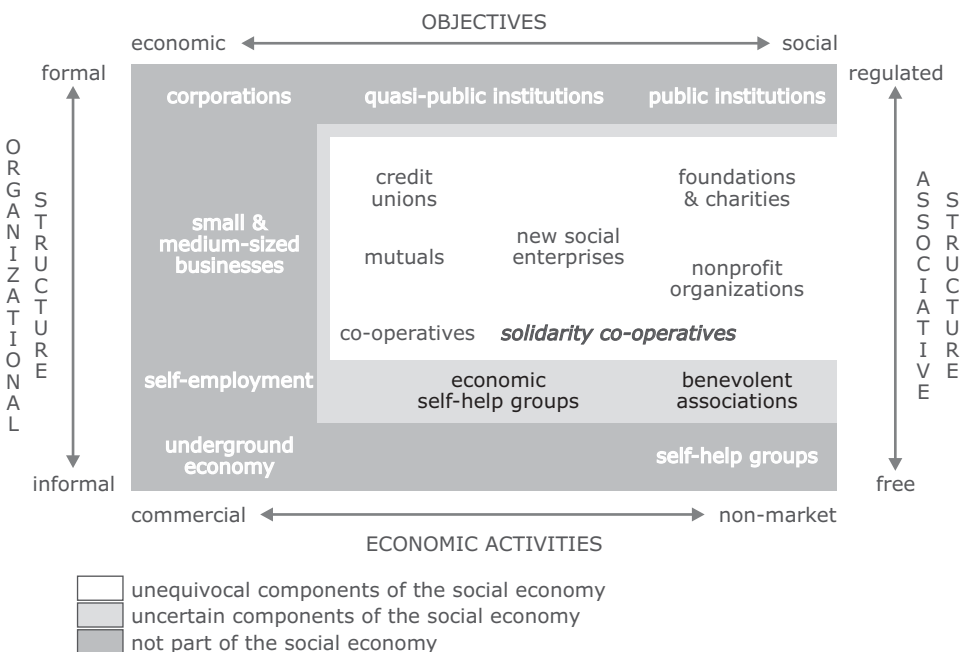 OBJECTIVES
economic social
formal regulated
corporations quasi-public institutions public institutions
ORGANIZATIONAL
STRUCTURE
credit
unions
foundations
& charities
small &
medium-sized
businesses
mutuals
new social
enterprises
nonprofit
organizations
co-operatives solidarity co-operatives
ASSOCIATIVE
STRUCTURE
self-employment
economic
self-help groups
benevolent
associations
underground
economy
self-help groups
informal free
commercial non-market
ECONOMIC ACTIVITIES
unequivocal components of the social economy
uncertain components of the social economy
not part of the social economy